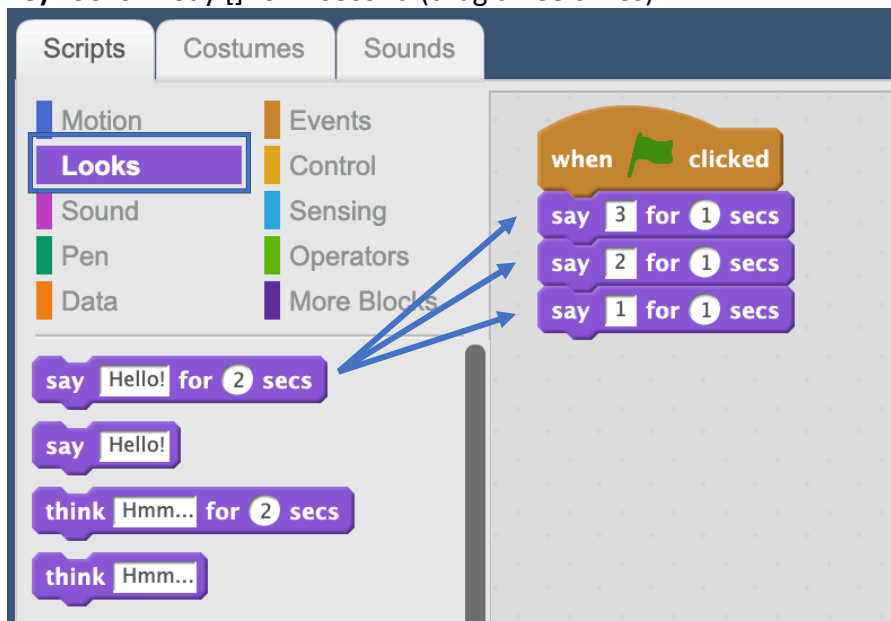 Scripts Costumes Sounds
Motion Events
Looks Control
Sound Sensing
Pen Operators
Data More Blocks
say Hello! for 2 secs
say Hello!
think Hmm... for 2 secs
think Hmm...
when clicked
say 3 for 1 secs
say 2 for 1 secs
say 1 for 1 secs